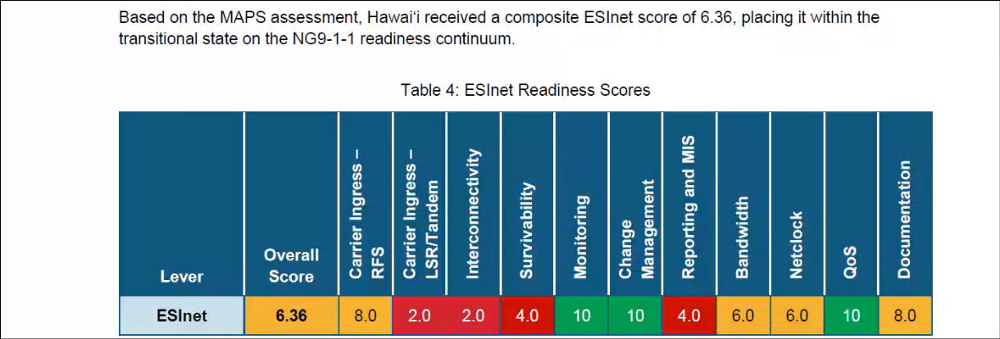 Based on the MAPS assessment, Hawaiʻi received a composite ESInet score of 6.36, placing it within the
transitional state on the NG9-1-1 readiness continuum.
Table 4: ESInet Readiness Scores
Lever
Overall
Score
Carrier Ingress –
RFS
Carrier Ingress –
LSR/Tandem
Interconnectivity
Survivability
Monitoring
Change
Management
Reporting and MIS
Bandwidth
Netclock
QoS
Documentation
ESInet 6.36 8.0 2.0 2.0 4.0 10 10 4.0 6.0 6.0 10 8.0